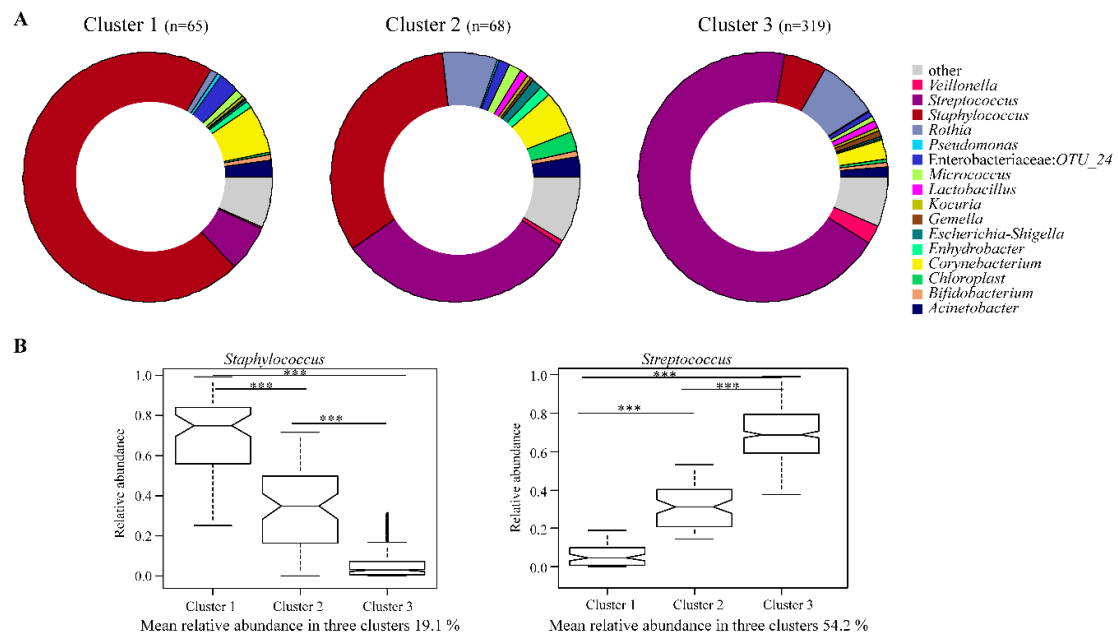 A
Cluster 1 (n=65)
Cluster 2 (n=68)
Cluster 3 (n=319)
other
Veillonella
Streptococcus
Staphylococcus
Rothia
Pseudomonas
Enterobacteriaceae:OTU_24
Micrococcus
Lactobacillus
Kocuria
Gemella
Escherichia-Shigella
Enhydrobacter
Corynebacterium
Chloroplast
Bifidobacterium
Acinetobacter
B
Staphylococcus
***
***
***
Relative abundance
1.0
0.8
0.6
0.4
0.2
0.0
Cluster 1
Cluster 2
Cluster 3
Mean relative abundance in three clusters 19.1 %
Streptococcus
***
***
***
Relative abundance
1.0
0.8
0.6
0.4
0.2
0.0
Cluster 1
Cluster 2
Cluster 3
Mean relative abundance in three clusters 54.2 %